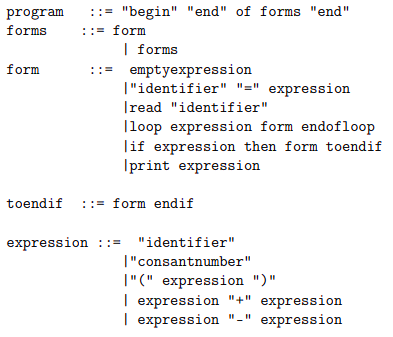 program ::= "begin" "end" of forms "end"
forms ::= form
| forms
form ::= emptyexpression
|"identifier" "=" expression
|read "identifier"
|loop expression form endofloop
|if expression then form toendif
|print expression
toendif ::= form endif
expression ::= "identifier"
|"consantnumber"
|"(" expression ")"
| expression "+" expression
| expression "-" expression